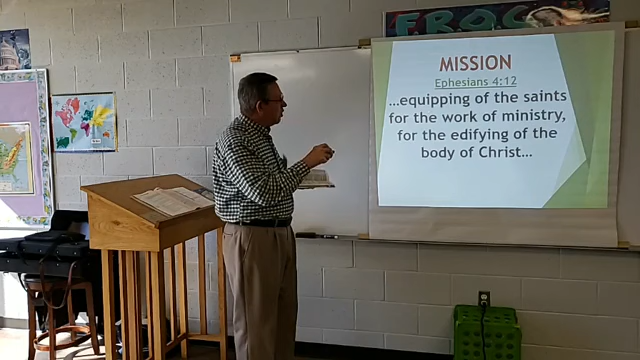 FROG
MISSION
Ephesians 4:12
...equipping of the saints
for the work of ministry,
for the edifying of the
body of Christ...